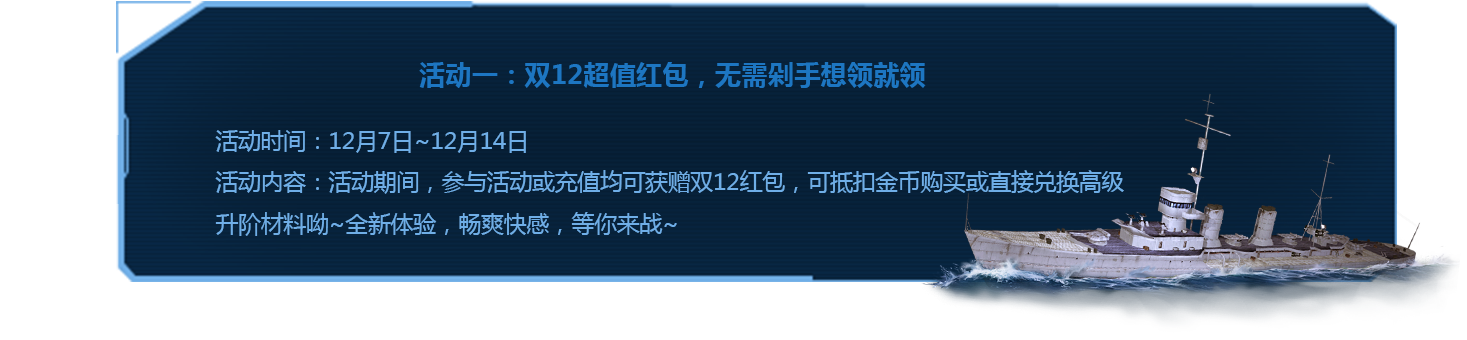 活动一：双12超值红包，无需剁手想领就领
活动时间：12月7日~12月14日
活动内容：活动期间，参与活动或充值均可获赠双12红包，可抵扣金币购买或直接兑换高级
升阶材料呦~全新体验，畅爽快感，等你来战~